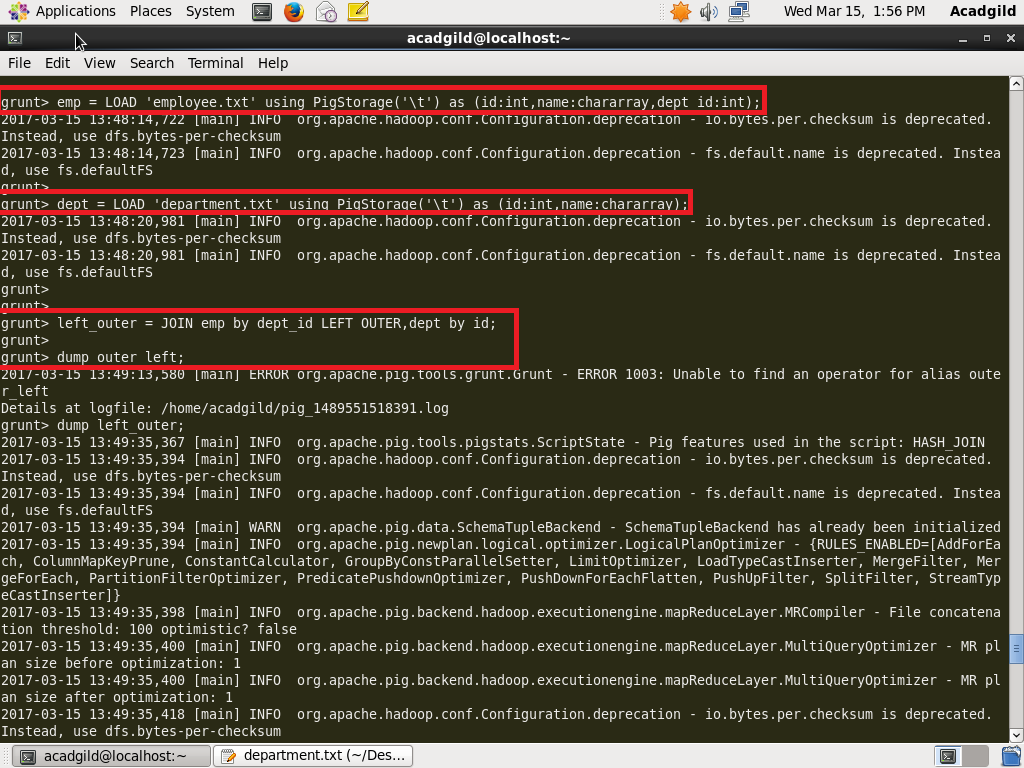 Applications Places System Wed Mar 15, 1:56 PM Acadgild
acadgild@localhost:~
File Edit View Search Terminal Help
grunt> emp = LOAD 'employee.txt' using PigStorage('\t') as (id:int,name:chararray,dept_id:int);
2017-03-15 13:48:14,722 [main] INFO  org.apache.hadoop.conf.Configuration.deprecation - io.bytes.per.checksum is deprecated.
Instead, use dfs.bytes-per-checksum
2017-03-15 13:48:14,723 [main] INFO  org.apache.hadoop.conf.Configuration.deprecation - fs.default.name is deprecated. Instea
d, use fs.defaultFS
grunt>
grunt> dept = LOAD 'department.txt' using PigStorage('\t') as (id:int,name:chararray);
2017-03-15 13:48:20,981 [main] INFO  org.apache.hadoop.conf.Configuration.deprecation - io.bytes.per.checksum is deprecated.
Instead, use dfs.bytes-per-checksum
2017-03-15 13:48:20,981 [main] INFO  org.apache.hadoop.conf.Configuration.deprecation - fs.default.name is deprecated. Instea
d, use fs.defaultFS
grunt>
grunt>
grunt> left_outer = JOIN emp by dept_id LEFT OUTER,dept by id;
grunt>
grunt> dump outer_left;
2017-03-15 13:49:13,580 [main] ERROR org.apache.pig.tools.grunt.Grunt - ERROR 1003: Unable to find an operator for alias oute
r_left
Details at logfile: /home/acadgild/pig_1489551518391.log
grunt> dump left_outer;
2017-03-15 13:49:35,367 [main] INFO  org.apache.pig.tools.pigstats.ScriptState - Pig features used in the script: HASH_JOIN
2017-03-15 13:49:35,394 [main] INFO  org.apache.hadoop.conf.Configuration.deprecation - io.bytes.per.checksum is deprecated.
Instead, use dfs.bytes-per-checksum
2017-03-15 13:49:35,394 [main] INFO  org.apache.hadoop.conf.Configuration.deprecation - fs.default.name is deprecated. Instea
d, use fs.defaultFS
2017-03-15 13:49:35,394 [main] WARN  org.apache.pig.data.SchemaTupleBackend - SchemaTupleBackend has already been initialized
2017-03-15 13:49:35,394 [main] INFO  org.apache.pig.newplan.logical.optimizer.LogicalPlanOptimizer - {RULES_ENABLED=[AddForEa
ch, ColumnMapKeyPrune, ConstantCalculator, GroupByConstParallelSetter, LimitOptimizer, LoadTypeCastInserter, MergeFilter, Mer
geForEach, PartitionFilterOptimizer, PredicatePushdownOptimizer, PushDownForEachFlatten, PushUpFilter, SplitFilter, StreamTyp
eCastInserter]}
2017-03-15 13:49:35,398 [main] INFO  org.apache.pig.backend.hadoop.executionengine.mapReduceLayer.MRCompiler - File concatena
tion threshold: 100 optimistic? false
2017-03-15 13:49:35,400 [main] INFO  org.apache.pig.backend.hadoop.executionengine.mapReduceLayer.MultiQueryOptimizer - MR pl
an size before optimization: 1
2017-03-15 13:49:35,400 [main] INFO  org.apache.pig.backend.hadoop.executionengine.mapReduceLayer.MultiQueryOptimizer - MR pl
an size after optimization: 1
2017-03-15 13:49:35,418 [main] INFO  org.apache.hadoop.conf.Configuration.deprecation - io.bytes.per.checksum is deprecated.
Instead, use dfs.bytes-per-checksum
acadgild@localhost:~ department.txt (~/Des...